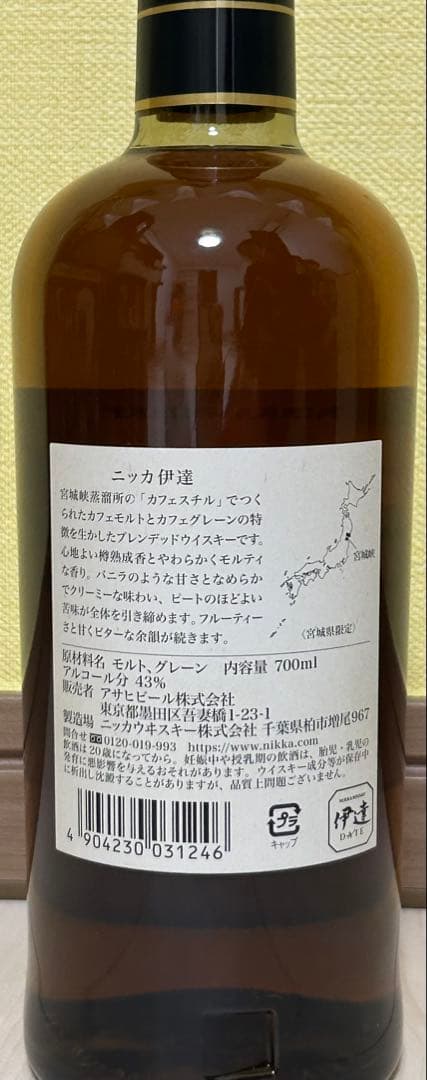 ニッカ伊達
宮城峡蒸溜所の「カフェスチル」でつく
られたカフェモルトとカフェグレーンの特
徴を生かしたブレンデッドウイスキーです。
心地よい樽熟成香とやわらかくモルティ
な香り。バニラのような甘さとなめらか
でクリーミーな味わい、ピートのほどよい
苦味が全体を引き締めます。フルーティー
さと甘くビターな余韻が続きます。
宮城峡
〈宮城県限定〉
原材料名 モルト、グレーン 内容量 700ml
アルコール分 43%
販売者 アサヒビール株式会社
東京都墨田区吾妻橋1-23-1
製造場 ニッカウヰスキー株式会社 千葉県柏市増尾967
問合せ 0120-019-993 https://www.nikka.com/
飲酒は20歳になってから。妊娠中や授乳期の飲酒は、胎児・乳児の
発育に悪影響を与えるおそれがあります。ウイスキー成分等が保存中
に析出し沈澱することがありますが、品質上問題ございません。
4 904230 031246
プラ
キャップ
伊達
DATE